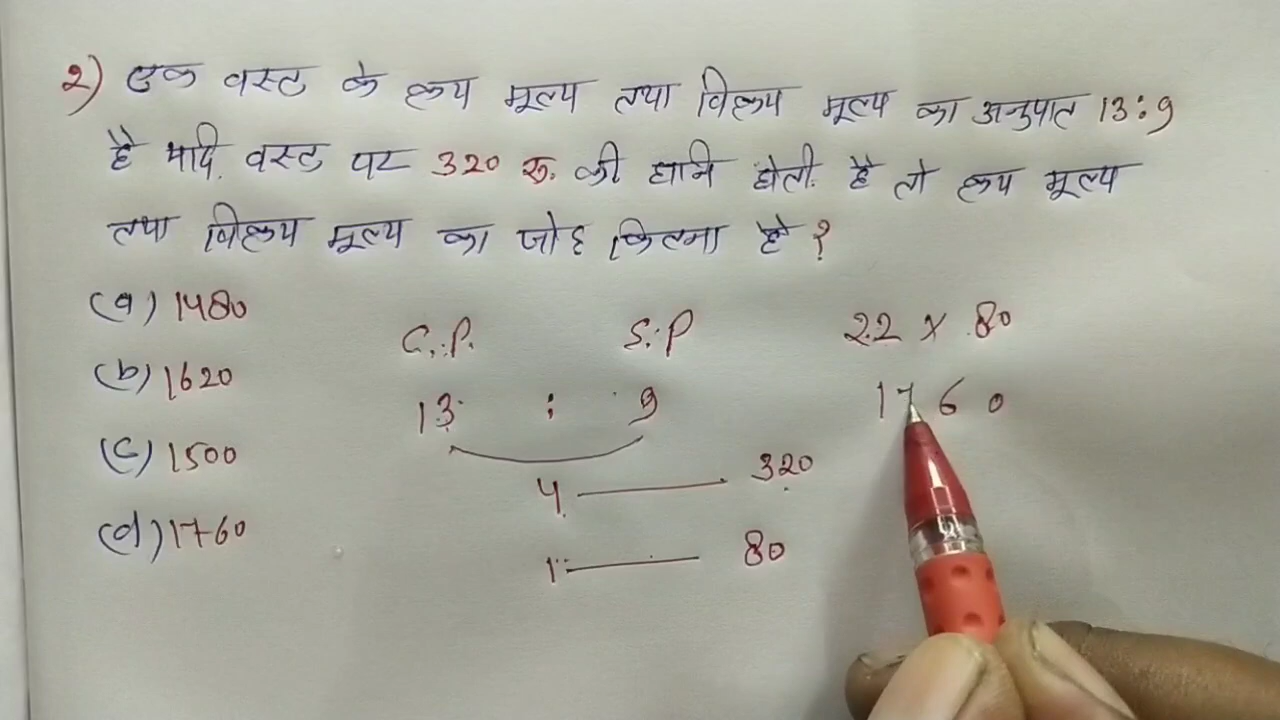 2) एक वस्तु के क्रय मूल्य तथा विक्रय मूल्य का अनुपात 13:9
है यदि वस्तु पर 320 रू. की हानि होती है तो क्रय मूल्य
तथा विक्रय मूल्य का जोड़ कितना है ?
(a) 1480
(b) 1620
(c) 1500
(d) 1760
C.P. S.P
13 : 9
4 — 320
1 — 80
22 x 80
1760